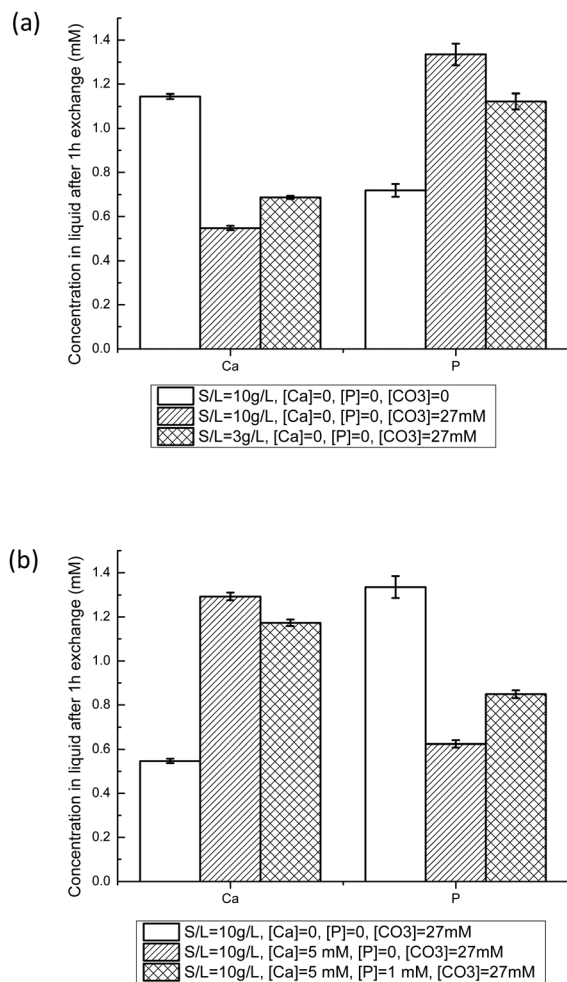 (a)
Concentration in liquid after 1h exchange (mM)
1.4
1.2
1.0
0.8
0.6
0.4
0.2
0.0
Ca
P
S/L=10g/L, [Ca]=0, [P]=0, [CO3]=0
S/L=10g/L, [Ca]=0, [P]=0, [CO3]=27mM
S/L=3g/L, [Ca]=0, [P]=0, [CO3]=27mM
(b)
Concentration in liquid after 1h exchange (mM)
1.4
1.2
1.0
0.8
0.6
0.4
0.2
0.0
Ca
P
S/L=10g/L, [Ca]=0, [P]=0, [CO3]=27mM
S/L=10g/L, [Ca]=5 mM, [P]=0, [CO3]=27mM
S/L=10g/L, [Ca]=5 mM, [P]=1 mM, [CO3]=27mM